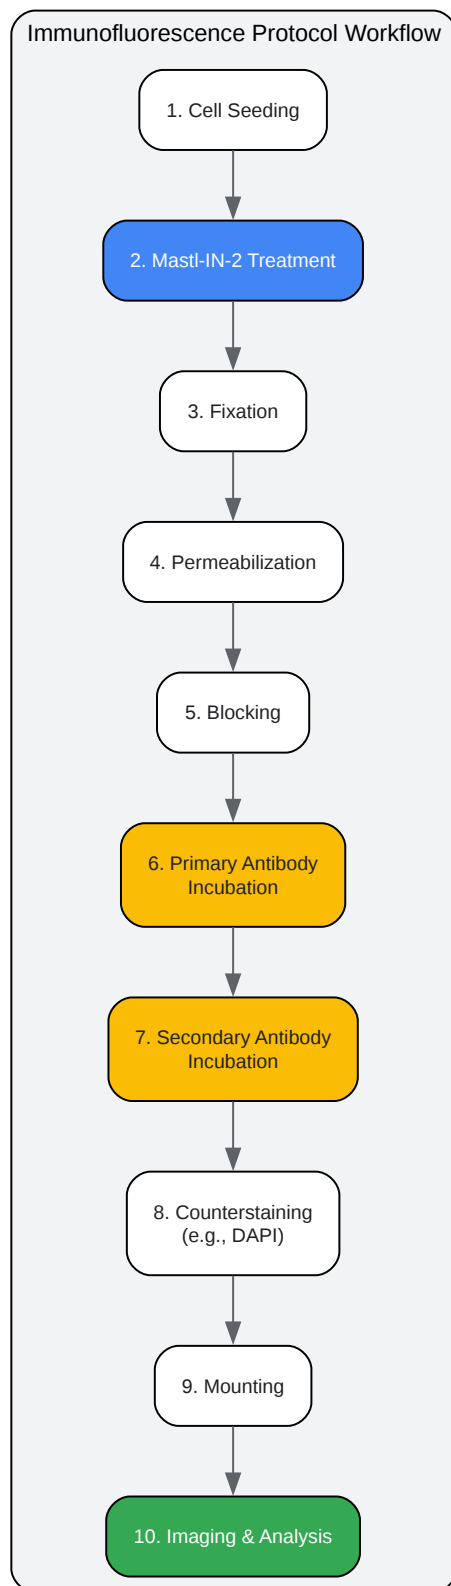 Immunofluorescence Protocol Workflow
1. Cell Seeding
2. Mastl-IN-2 Treatment
3. Fixation
4. Permeabilization
5. Blocking
6. Primary Antibody
Incubation
7. Secondary Antibody
Incubation
8. Counterstaining
(e.g., DAPI)
9. Mounting
10. Imaging & Analysis